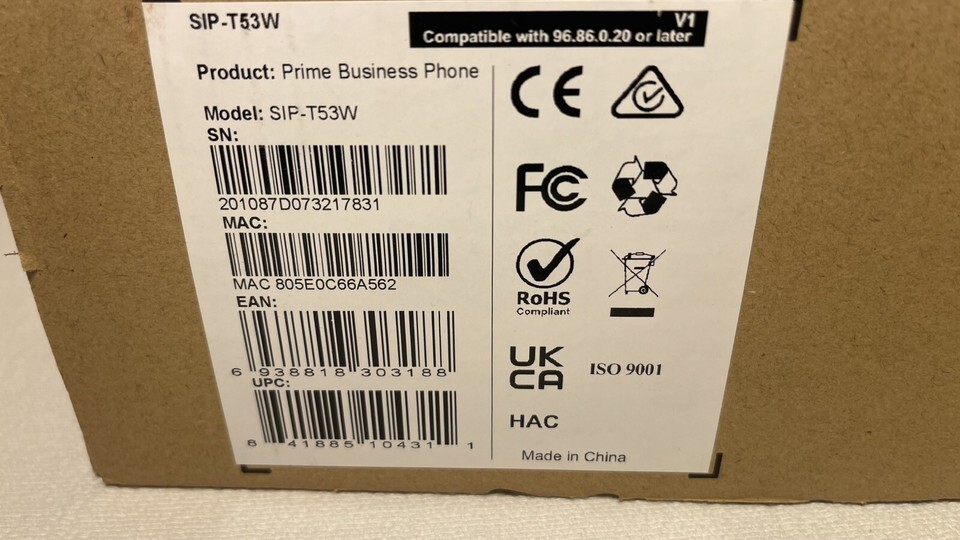 SIP-T53W
V1
Compatible with 96.86.0.20 or later
Product: Prime Business Phone
Model: SIP-T53W
SN:
201087D073217831
MAC:
MAC 805E0C66A562
EAN:
6 938818 303188
UPC:
8 41885 10431 1
CE
FC
RoHS
Compliant
UK
CA
ISO 9001
HAC
Made in China